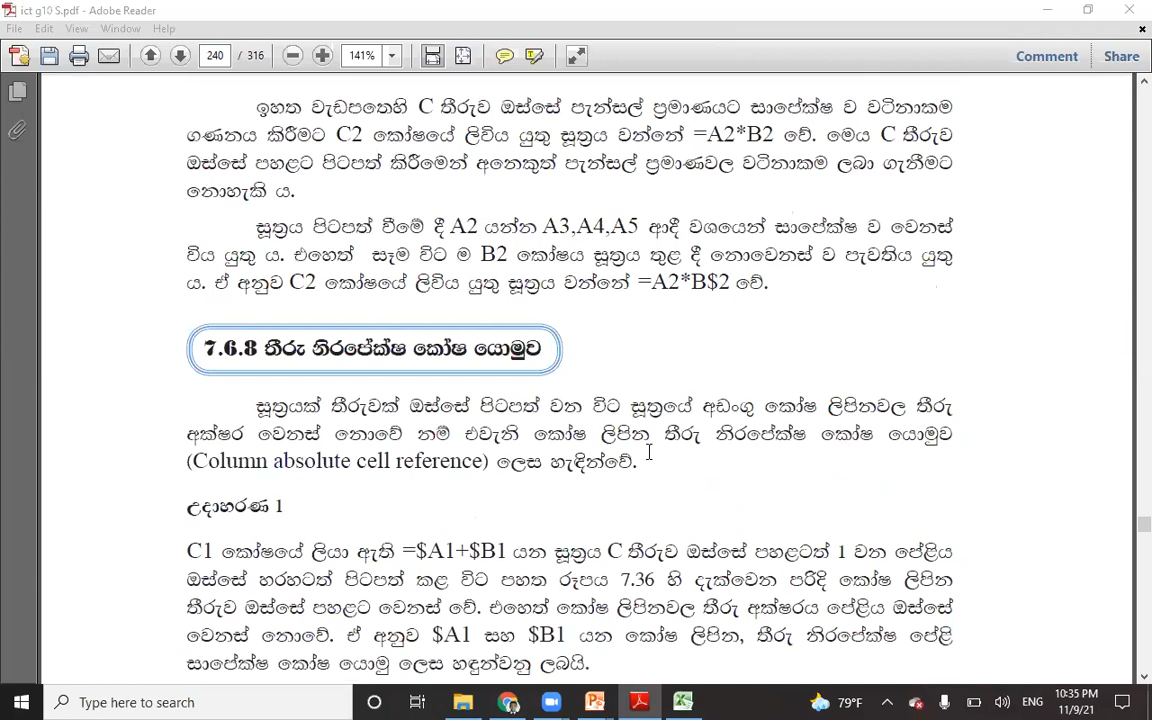 ict g10 S.pdf - Adobe Reader
File Edit View Window Help
240 / 316 141% Comment Share
ඉහත වැඩපතෙහි C තීරුව ඔස්සේ පැන්සල් ප්‍රමාණයට සාපේක්ෂ ව වටිනාකම
ගණනය කිරීමට C2 කෝෂයේ ලිවිය යුතු සූත්‍රය වන්නේ =A2*B2 වේ. මෙය C තීරුව
ඔස්සේ පහළට පිටපත් කිරීමෙන් අනෙකුත් පැන්සල් ප්‍රමාණවල වටිනාකම ලබා ගැනීමට
නොහැකි ය.
සූත්‍රය පිටපත් වීමේ දී A2 යන්න A3,A4,A5 ආදී වශයෙන් සාපේක්ෂ ව වෙනස්
විය යුතු ය. එහෙත් සෑම විට ම B2 කෝෂය සූත්‍රය තුළ දී නොවෙනස් ව පැවතිය යුතු
ය. ඒ අනුව C2 කෝෂයේ ලිවිය යුතු සූත්‍රය වන්නේ =A2*B$2 වේ.
7.6.8 තීරු නිරපේක්ෂ කෝෂ යොමුව
සූත්‍රයක් තීරුවක් ඔස්සේ පිටපත් වන විට සූත්‍රයේ අඩංගු කෝෂ ලිපිනවල තීරු
අක්ෂර වෙනස් නොවේ නම් එවැනි කෝෂ ලිපින තීරු නිරපේක්ෂ කෝෂ යොමුව
(Column absolute cell reference) ලෙස හැඳින්වේ.
උදාහරණ 1
C1 කෝෂයේ ලියා ඇති =$A1+$B1 යන සූත්‍රය C තීරුව ඔස්සේ පහළටත් 1 වන පේළිය
ඔස්සේ හරහටත් පිටපත් කළ විට පහත රූපය 7.36 හි දැක්වෙන පරිදි කෝෂ ලිපින
තීරුව ඔස්සේ පහළට වෙනස් වේ. එහෙත් කෝෂ ලිපිනවල තීරු අක්ෂරය පේළිය ඔස්සේ
වෙනස් නොවේ. ඒ අනුව $A1 සහ $B1 යන කෝෂ ලිපින, තීරු නිරපේක්ෂ පේළි
සාපේක්ෂ කෝෂ යොමු ලෙස හඳුන්වනු ලබයි.
Type here to search 79°F ENG 10:35 PM
11/9/21